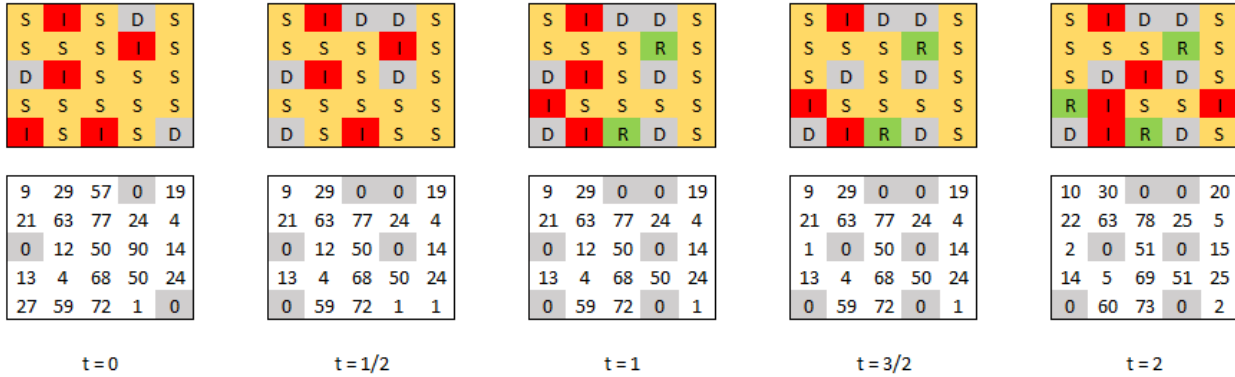 S I S D S S I D D S S I D D S S I D D S S I D D S
S S S I S S S S I S S S S R S S S S R S S S S R S
D I S S S D I S D S D I S D S S D S D S S D I D S
S S S S S S S S S S I S S S S I S S S S R I S S I
I S I S D D S I S S D I R D S D I R D S D I R D S
9 29 57 0 19 9 29 0 0 19 9 29 0 0 19 9 29 0 0 19 10 30 0 0 20
21 63 77 24 4 21 63 77 24 4 21 63 77 24 4 21 63 77 24 4 22 63 78 25 5
0 12 50 90 14 0 12 50 0 14 0 12 50 0 14 1 0 50 0 14 2 0 51 0 15
13 4 68 50 24 13 4 68 50 24 13 4 68 50 24 13 4 68 50 24 14 5 69 51 25
27 59 72 1 0 0 59 72 1 1 0 59 72 0 1 0 59 72 0 1 0 60 73 0 2
t = 0 t = 1/2 t = 1 t = 3/2 t = 2